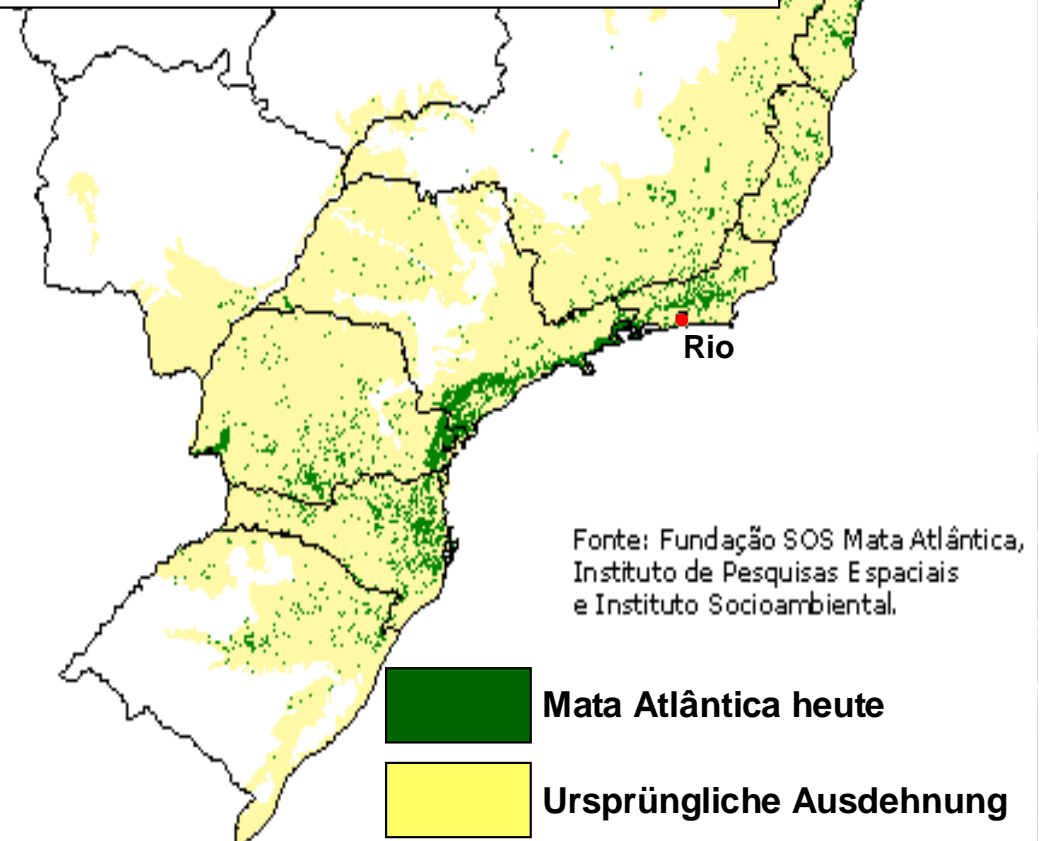 Rio
Fonte: Fundação SOS Mata Atlântica,
Instituto de Pesquisas Espaciais
e Instituto Socioambiental.
Mata Atlântica heute
Ursprüngliche Ausdehnung